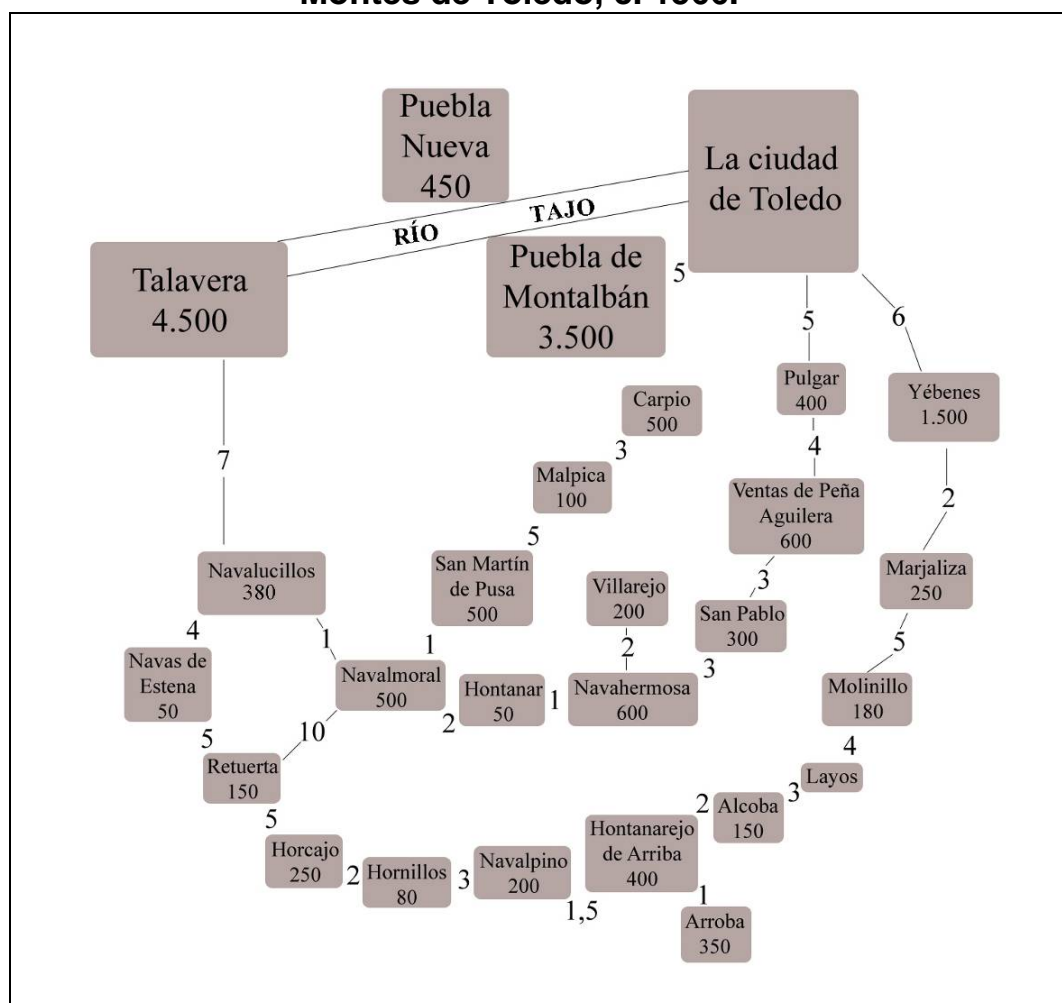 Montes de Toledo, c. 1600.
Puebla
Nueva
450
La ciudad
de Toledo
RÍO
TAJO
Talavera
4.500
Puebla de
Montalbán
3.500
5
5
6
Pulgar
400
Yébenes
1.500
Carpio
500
3
4
7
Malpica
100
Ventas de Peña
Aguilera
600
2
5
Navalucillos
380
San Martín
de Pusa
500
Villarejo
200
3
Marjaliza
250
San Pablo
300
4
1
1
2
3
5
Navas de
Estena
50
Navalmoral
500
Hontanar
50
1
Navahermosa
600
Molinillo
180
2
5
10
4
Retuerta
150
Layos
5
2
Alcoba
150
3
Horcajo
250
2
Hornillos
80
3
Navalpino
200
1,5
Hontanarejo
de Arriba
400
1
Arroba
350